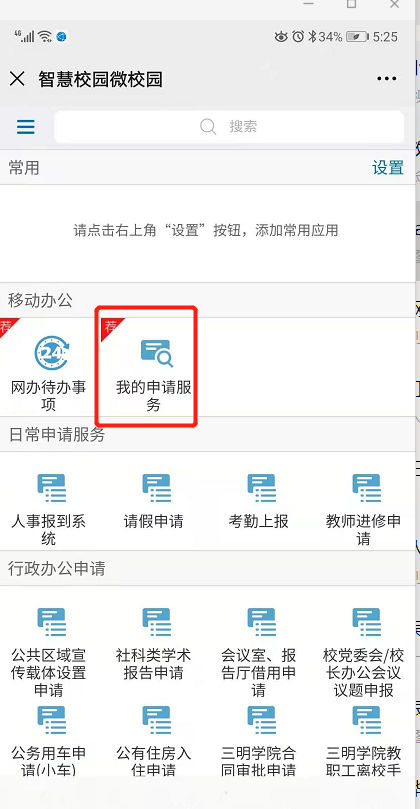 4G 34% 5:25
智慧校园微校园
搜索
常用 设置
请点击右上角“设置”按钮，添加常用应用
移动办公
荐 荐
24
网办待办事项
我的申请服务
日常申请服务
人事报到系统
请假申请
考勤上报
教师进修申请
行政办公申请
公共区域宣传载体设置申请
社科类学术报告申请
会议室、报告厅借用申请
校党委会/校长办公会议议题申报
公务用车申请(小车)
公有住房入住申请
三明学院合同审批申请
三明学院教职工离校手